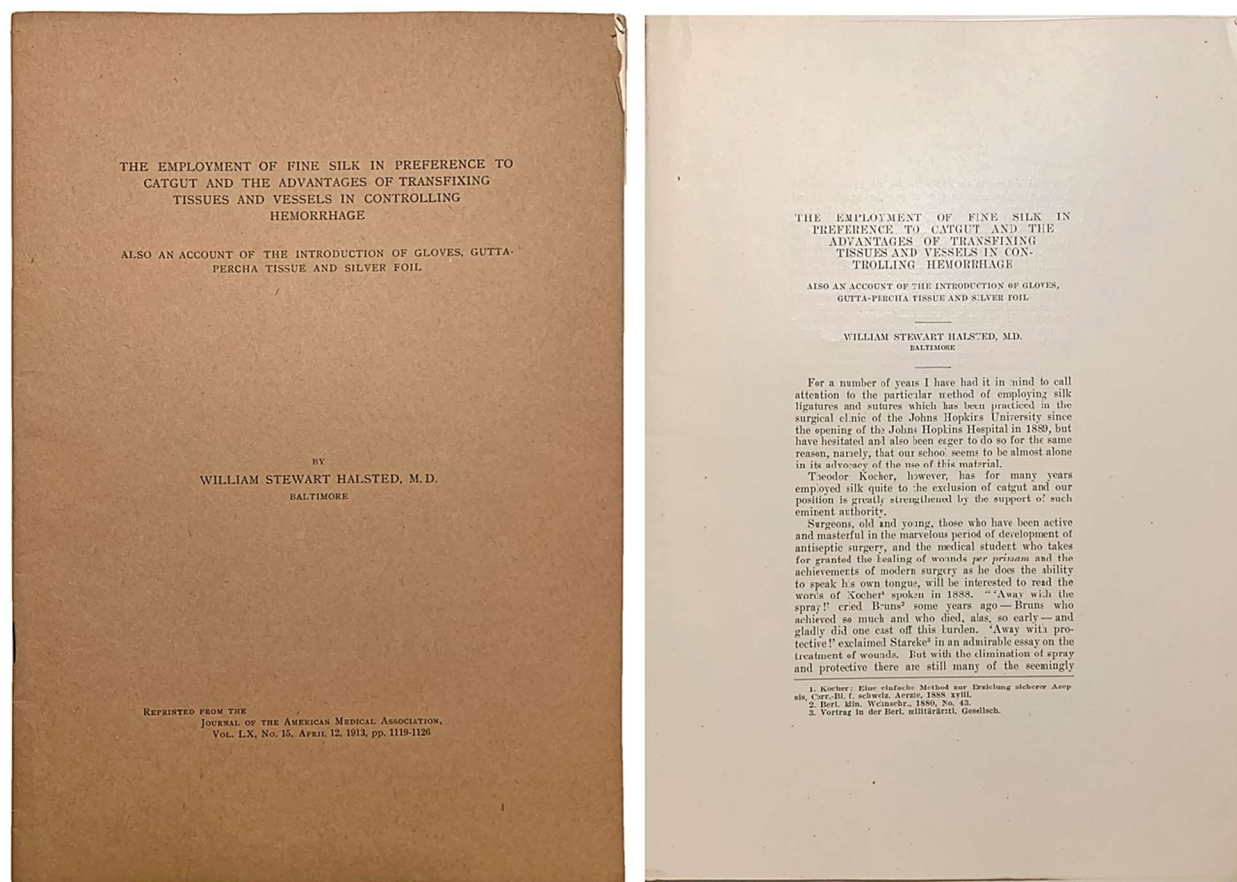 THE EMPLOYMENT OF FINE SILK IN PREFERENCE TO
CATGUT AND THE ADVANTAGES OF TRANSFIXING
TISSUES AND VESSELS IN CONTROLLING
HEMORRHAGE
ALSO AN ACCOUNT OF THE INTRODUCTION OF GLOVES, GUTTA-
PERCHA TISSUE AND SILVER FOIL
BY
WILLIAM STEWART HALSTED, M.D.
BALTIMORE
REPRINTED FROM THE
JOURNAL OF THE AMERICAN MEDICAL ASSOCIATION,
VOL. LX, No. 15, APRIL 12, 1913, pp. 1119-1126
THE EMPLOYMENT OF FINE SILK IN
PREFERENCE TO CATGUT AND THE
ADVANTAGES OF TRANSFIXING
TISSUES AND VESSELS IN CON-
TROLLING HEMORRHAGE
ALSO AN ACCOUNT OF THE INTRODUCTION OF GLOVES,
GUTTA-PERCHA TISSUE AND SILVER FOIL
WILLIAM STEWART HALSTED, M.D.
BALTIMORE
For a number of years I have had it in mind to call
attention to the particular method of employing silk
ligatures and sutures which has been practiced in the
surgical clinic of the Johns Hopkins University since
the opening of the Johns Hopkins Hospital in 1889, but
have hesitated and also been eager to do so for the same
reason, namely, that our school seems to be almost alone
in its advocacy of the use of this material.
Theodor Kocher, however, has for many years
employed silk quite to the exclusion of catgut and our
position is greatly strengthened by the support of such
eminent authority.
Surgeons, old and young, those who have been active
and masterful in the marvelous period of development of
antiseptic surgery, and the medical student who takes
for granted the healing of wounds per primam and the
achievements of modern surgery as he does the ability
to speak his own tongue, will be interested to read the
words of Kocher¹ spoken in 1888. "'Away with the
spray!' cried Bruns² some years ago — Bruns who
achieved so much and who died, alas, so early — and
gladly did one cast off this burden. 'Away with pro-
tective!' exclaimed Starcke³ in an admirable essay on the
treatment of wounds. But with the elimination of spray
and protective there are still many of the seemingly
1. Kocher: Eine einfache Method zur Erzielung sicherer Asep
sis, Corr.-Bl. f. schweiz. Aerzte, 1888 xviii.
2. Berl. klin. Wchnschr., 1880, No. 43.
3. Vortrag in der Berl. militärärztl. Gesellsch.